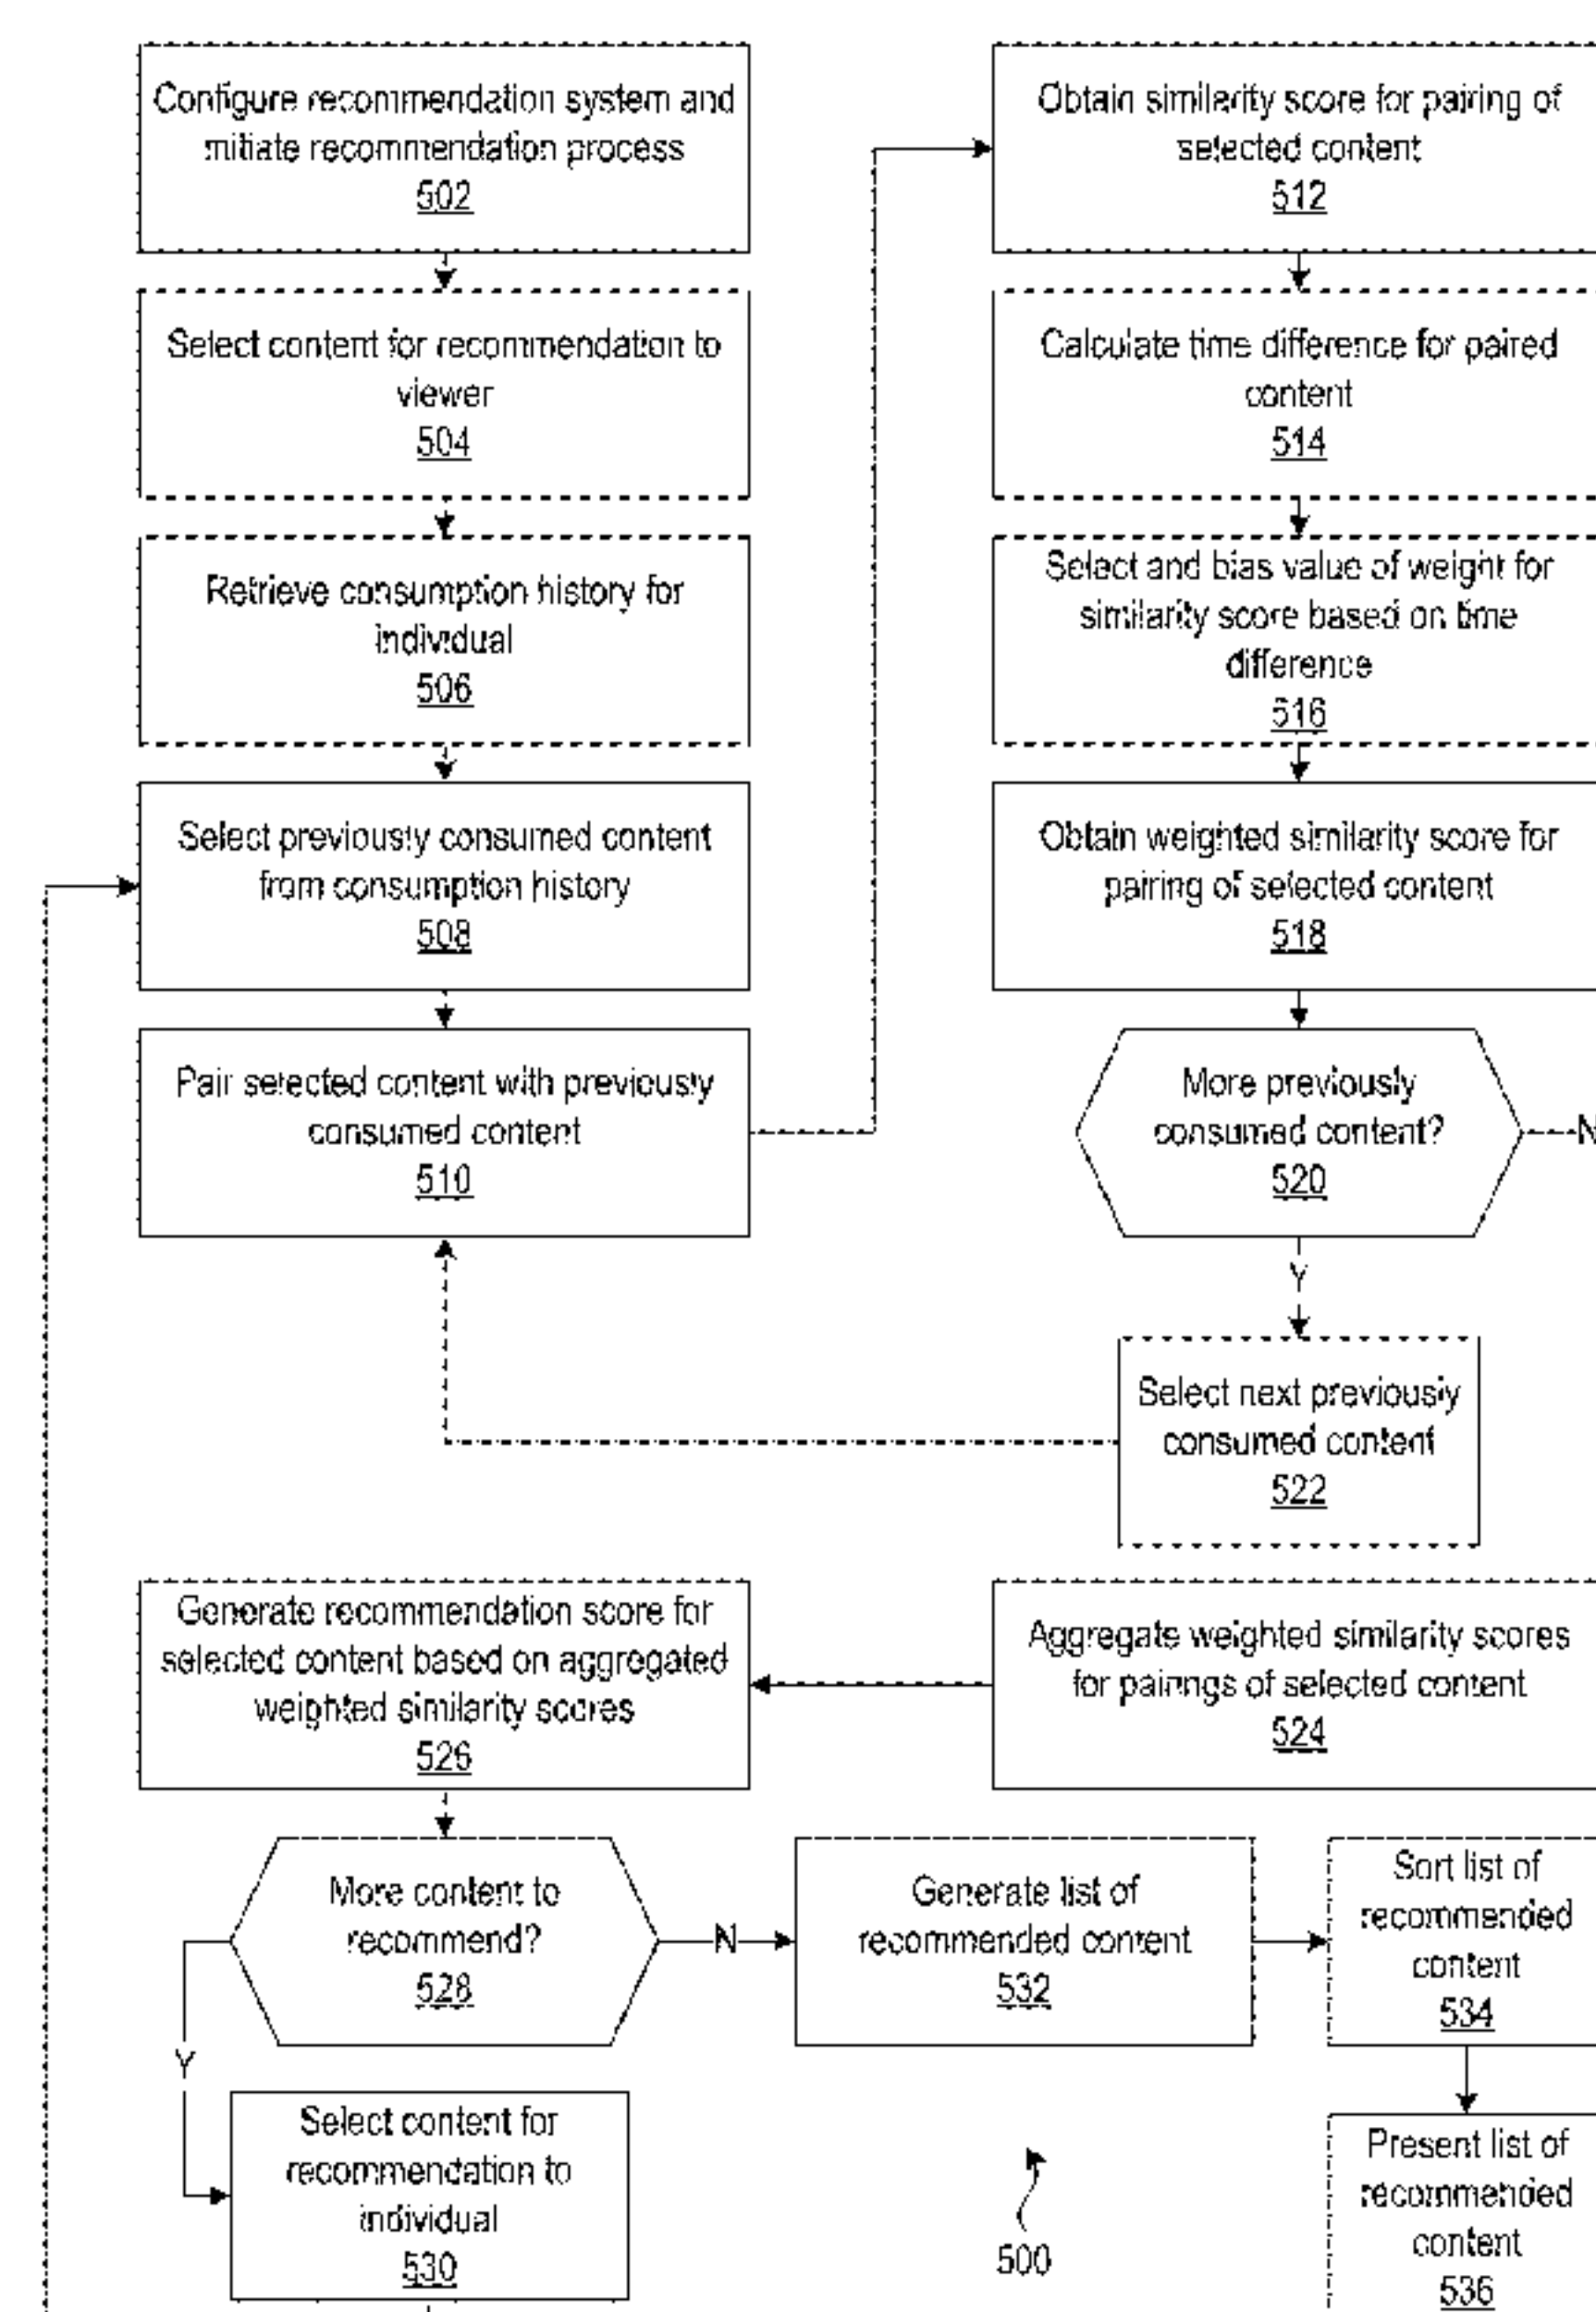 Configure recommendation system and
initiate recommendation process
502
Select content for recommendation to
viewer
504
Retrieve consumption history for
individual
506
Select previously consumed content
from consumption history
508
Pair selected content with previously
consumed content
510
Obtain similarity score for pairing of
selected content
512
Calculate time difference for paired
content
514
Select and bias value of weight for
similarity score based on time
difference
516
Obtain weighted similarity score for
pairing of selected content
518
More previously
consumed content?
520
N
Y
Select next previously
consumed content
522
Aggregate weighted similarity scores
for pairings of selected content
524
Generate recommendation score for
selected content based on aggregated
weighted similarity scores
526
More content to
recommend?
528
N
Y
Select content for
recommendation to
individual
530
Generate list of
recommended content
532
Sort list of
recommended
content
534
Present list of
recommended
content
536
500